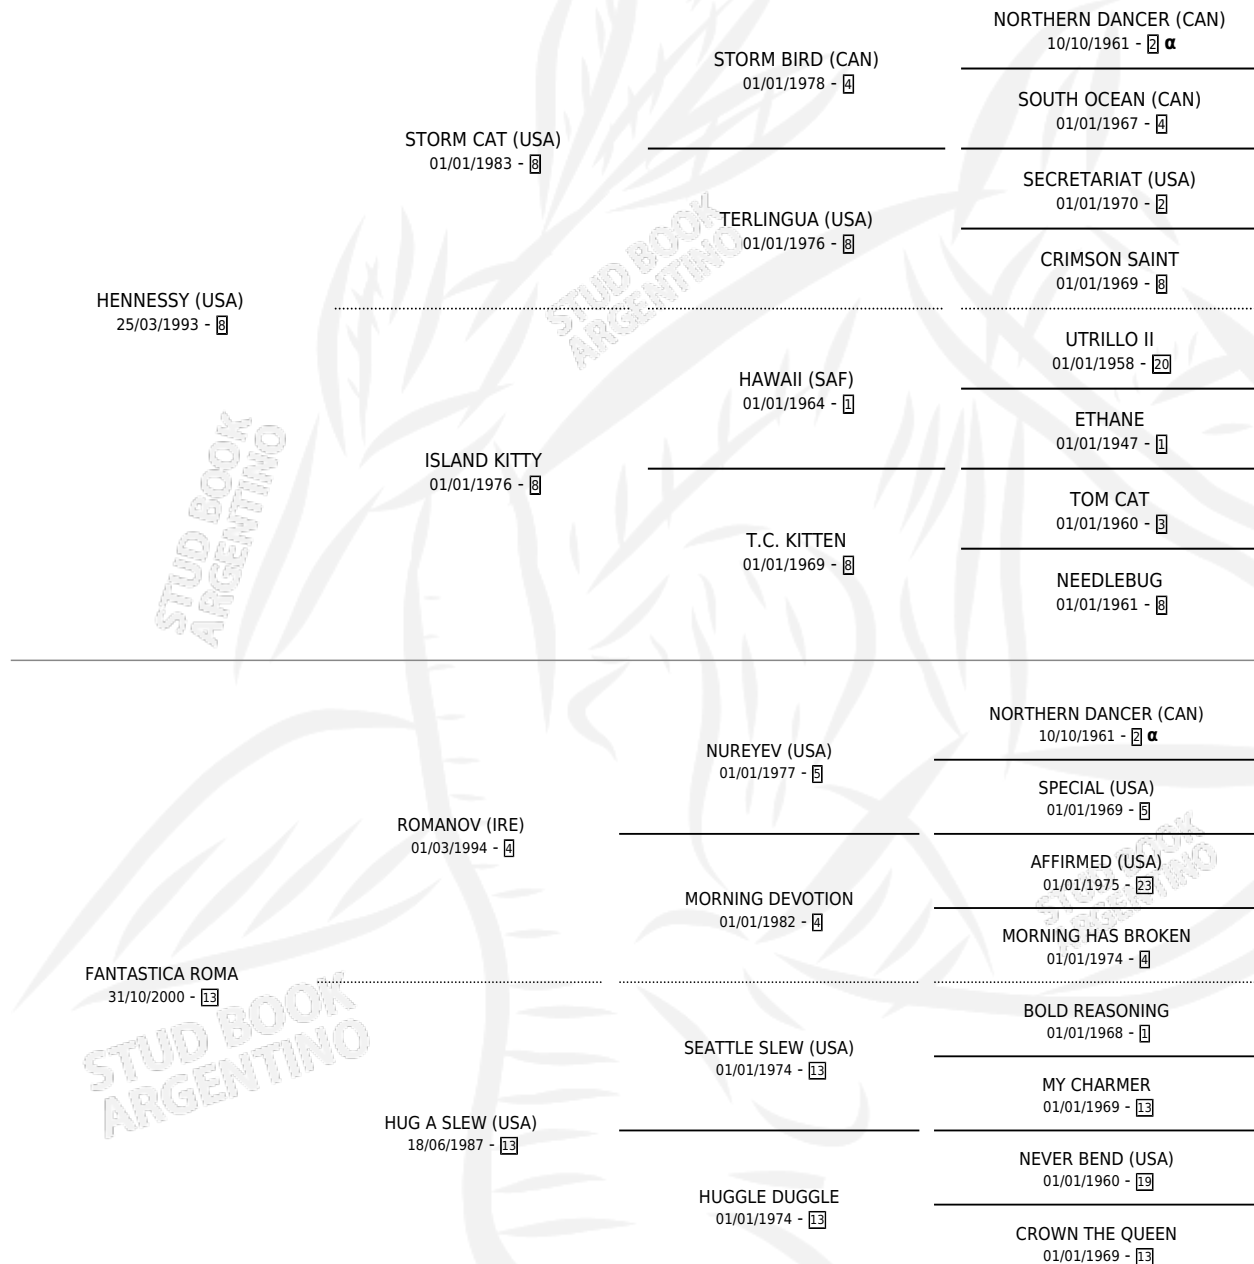 NORTHERN DANCER (CAN)
10/10/1961 - 2 α
STORM BIRD (CAN)
01/01/1978 - 4
SOUTH OCEAN (CAN)
01/01/1967 - 4
STORM CAT (USA)
01/01/1983 - 8
SECRETARIAT (USA)
01/01/1970 - 2
TERLINGUA (USA)
01/01/1976 - 8
CRIMSON SAINT
01/01/1969 - 8
HENNESSY (USA)
25/03/1993 - 8
UTRILLO II
01/01/1958 - 20
HAWAII (SAF)
01/01/1964 - 1
ETHANE
01/01/1947 - 1
ISLAND KITTY
01/01/1976 - 8
TOM CAT
01/01/1960 - 3
T.C. KITTEN
01/01/1969 - 8
NEEDLEBUG
01/01/1961 - 8
STUD BOOK
ARGENTINO
STUD BOOK
ARGENTINO
NORTHERN DANCER (CAN)
10/10/1961 - 2 α
NUREYEV (USA)
01/01/1977 - 5
SPECIAL (USA)
01/01/1969 - 5
ROMANOV (IRE)
01/03/1994 - 4
AFFIRMED (USA)
01/01/1975 - 23
MORNING DEVOTION
01/01/1982 - 4
MORNING HAS BROKEN
01/01/1974 - 4
FANTASTICA ROMA
31/10/2000 - 13
BOLD REASONING
01/01/1968 - 1
SEATTLE SLEW (USA)
01/01/1974 - 13
MY CHARMER
01/01/1969 - 13
HUG A SLEW (USA)
18/06/1987 - 13
NEVER BEND (USA)
01/01/1960 - 19
HUGGLE DUGGLE
01/01/1974 - 13
CROWN THE QUEEN
01/01/1969 - 13
STUD BOOK
ARGENTINO
STUD BOOK
ARGENTINO